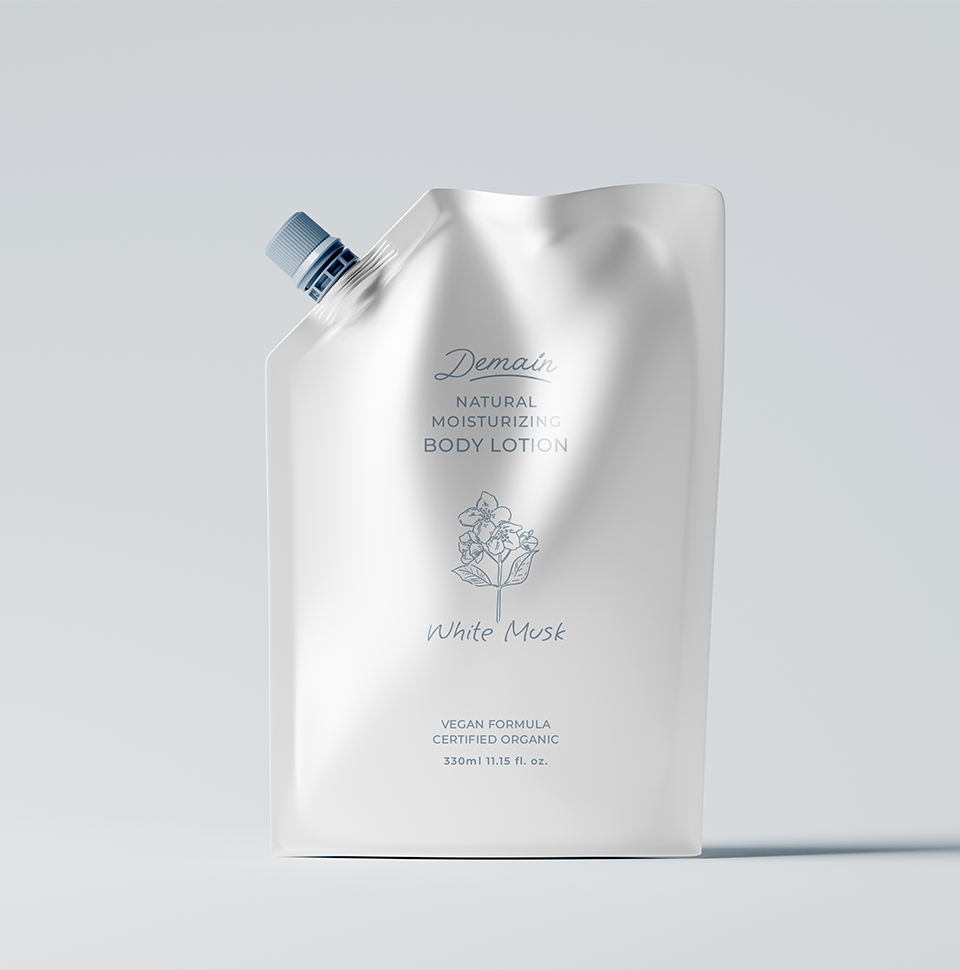 Demain
NATURAL
MOISTURIZING
BODY LOTION
White Musk
VEGAN FORMULA
CERTIFIED ORGANIC
330ml 11.15 fl. oz.